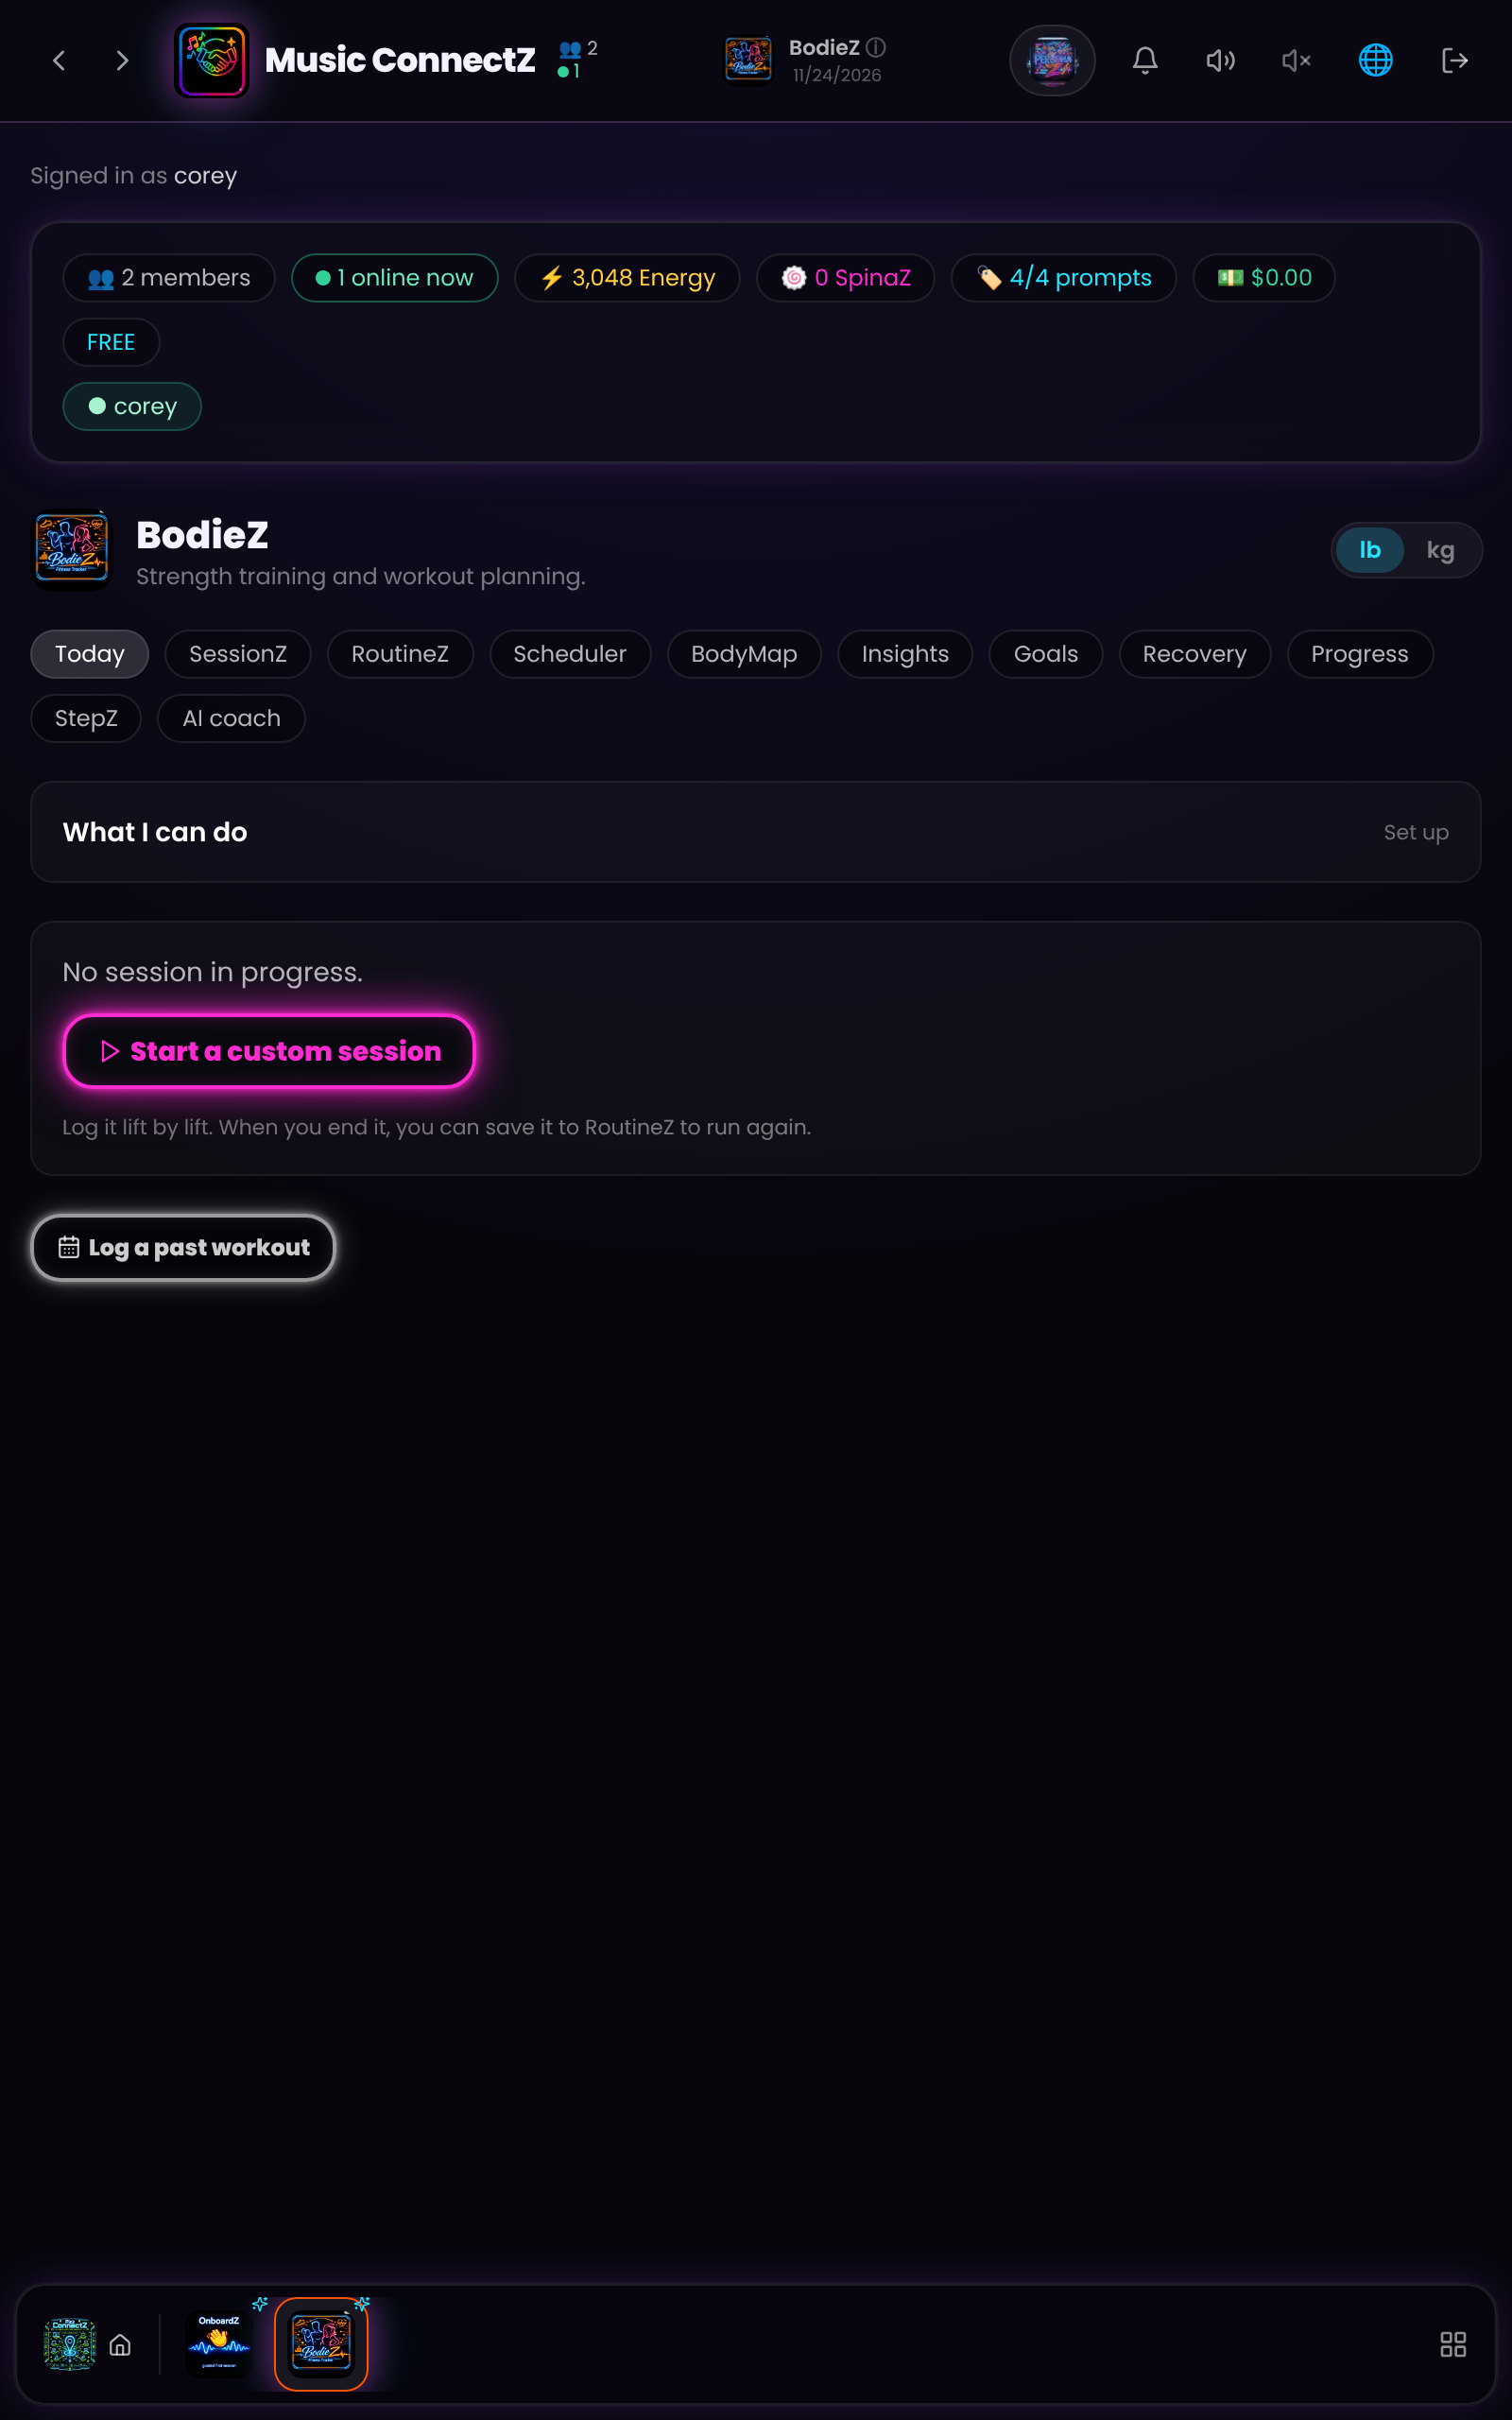 Music ConnectZ
2
1
BodieZ
11/24/2026
Signed in as corey
2 members
1 online now
3,048 Energy
0 SpinaZ
4/4 prompts
$0.00
FREE
corey
BodieZ
Strength training and workout planning.
lb
kg
Today
SessionZ
RoutineZ
Scheduler
BodyMap
Insights
Goals
Recovery
Progress
StepZ
AI coach
What I can do
Set up
No session in progress.
Start a custom session
Log it lift by lift. When you end it, you can save it to RoutineZ to run again.
Log a past workout
ConnectZ
OnboardZ
BodieZ